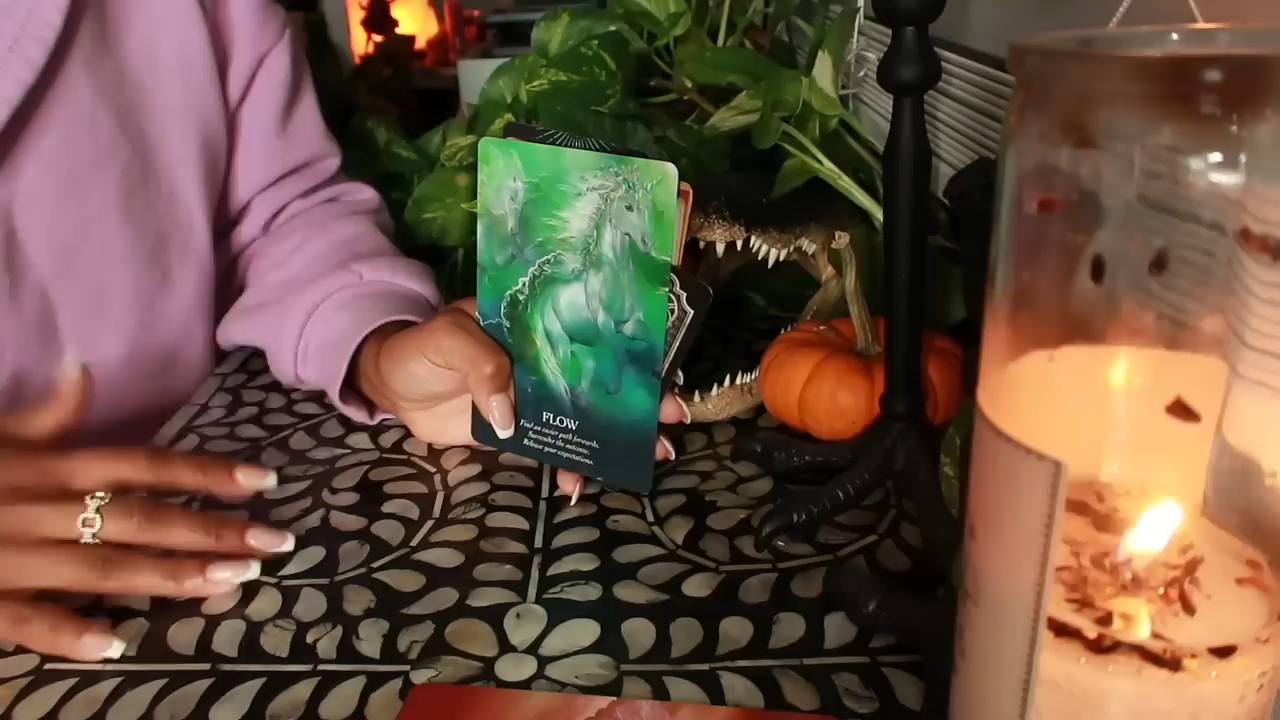 FLOW
Find an easier path forwards.
Surrender the outcome.
Release your expectations.